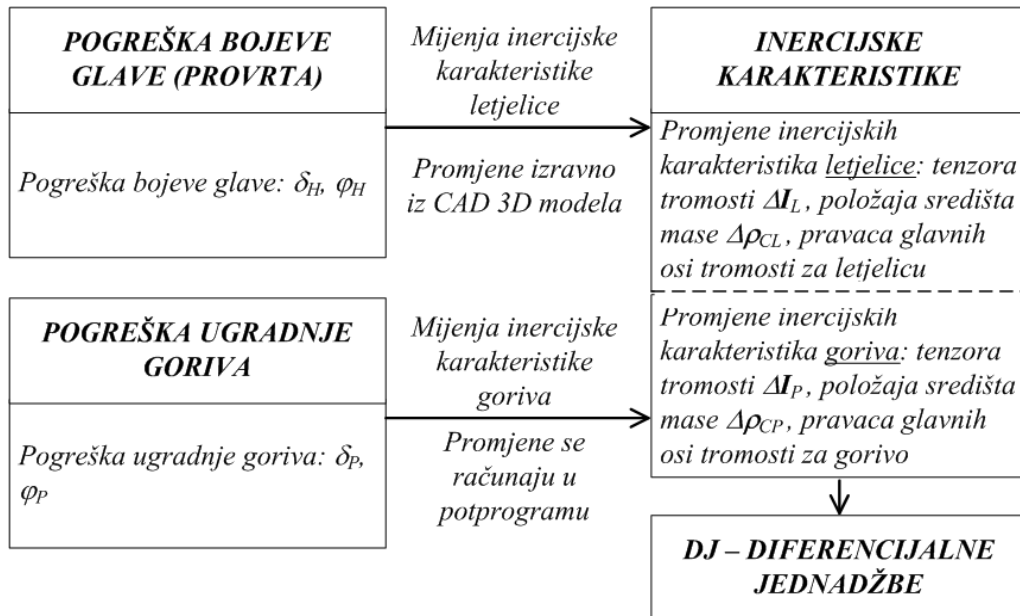 POGREŠKA BOJEVE
GLAVE (PROVRTA)
Pogreška bojeve glave: δH, φH
Mijenja inercijske
karakteristike
letjelice
Promjene izravno
iz CAD 3D modela
INERCIJSKE
KARAKTERISTIKE
Promjene inercijskih
karakteristika letjelice: tenzora
tromosti ΔIL, položaja središta
mase ΔρCL, pravaca glavnih
osi tromosti za letjelicu
POGREŠKA UGRADNJE
GORIVA
Pogreška ugradnje goriva: δP,
φP
Mijenja inercijske
karakteristike
goriva
Promjene se
računaju u
potprogramu
Promjene inercijskih
karakteristika goriva: tenzora
tromosti ΔIP, položaja središta
mase ΔρCP, pravaca glavnih
osi tromosti za gorivo
DJ – DIFERENCIJALNE
JEDNADŽBE